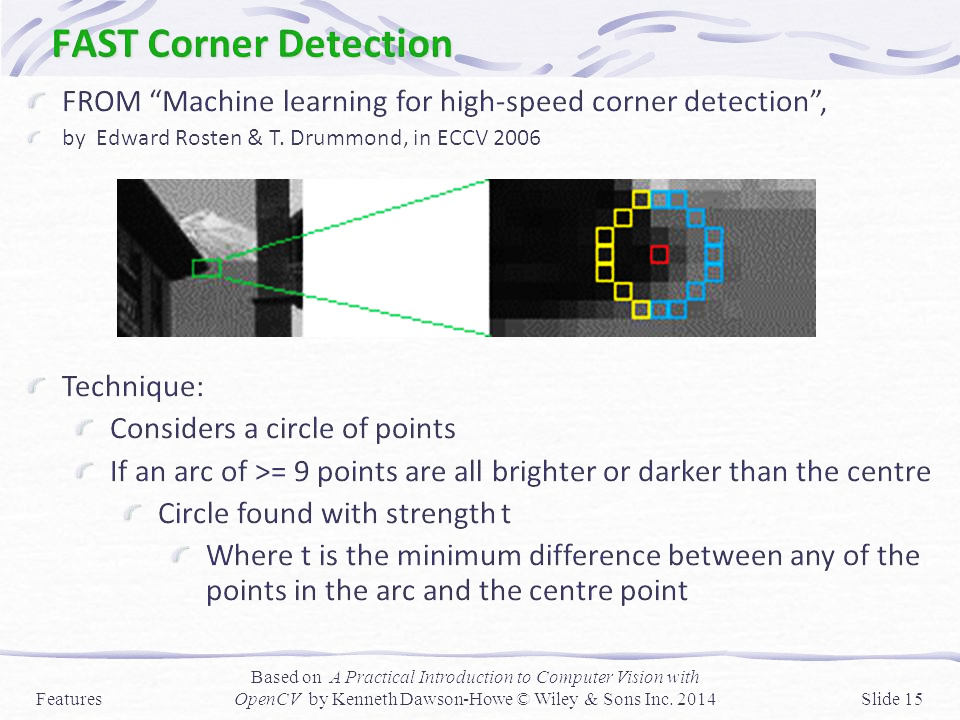 FAST Corner Detection
FROM “Machine learning for high-speed corner detection”,
by Edward Rosten & T. Drummond, in ECCV 2006
Technique:
Considers a circle of points
If an arc of >= 9 points are all brighter or darker than the centre
Circle found with strength t
Where t is the minimum difference between any of the
points in the arc and the centre point
Features
Based on A Practical Introduction to Computer Vision with
OpenCV by Kenneth Dawson-Howe © Wiley & Sons Inc. 2014
Slide 15